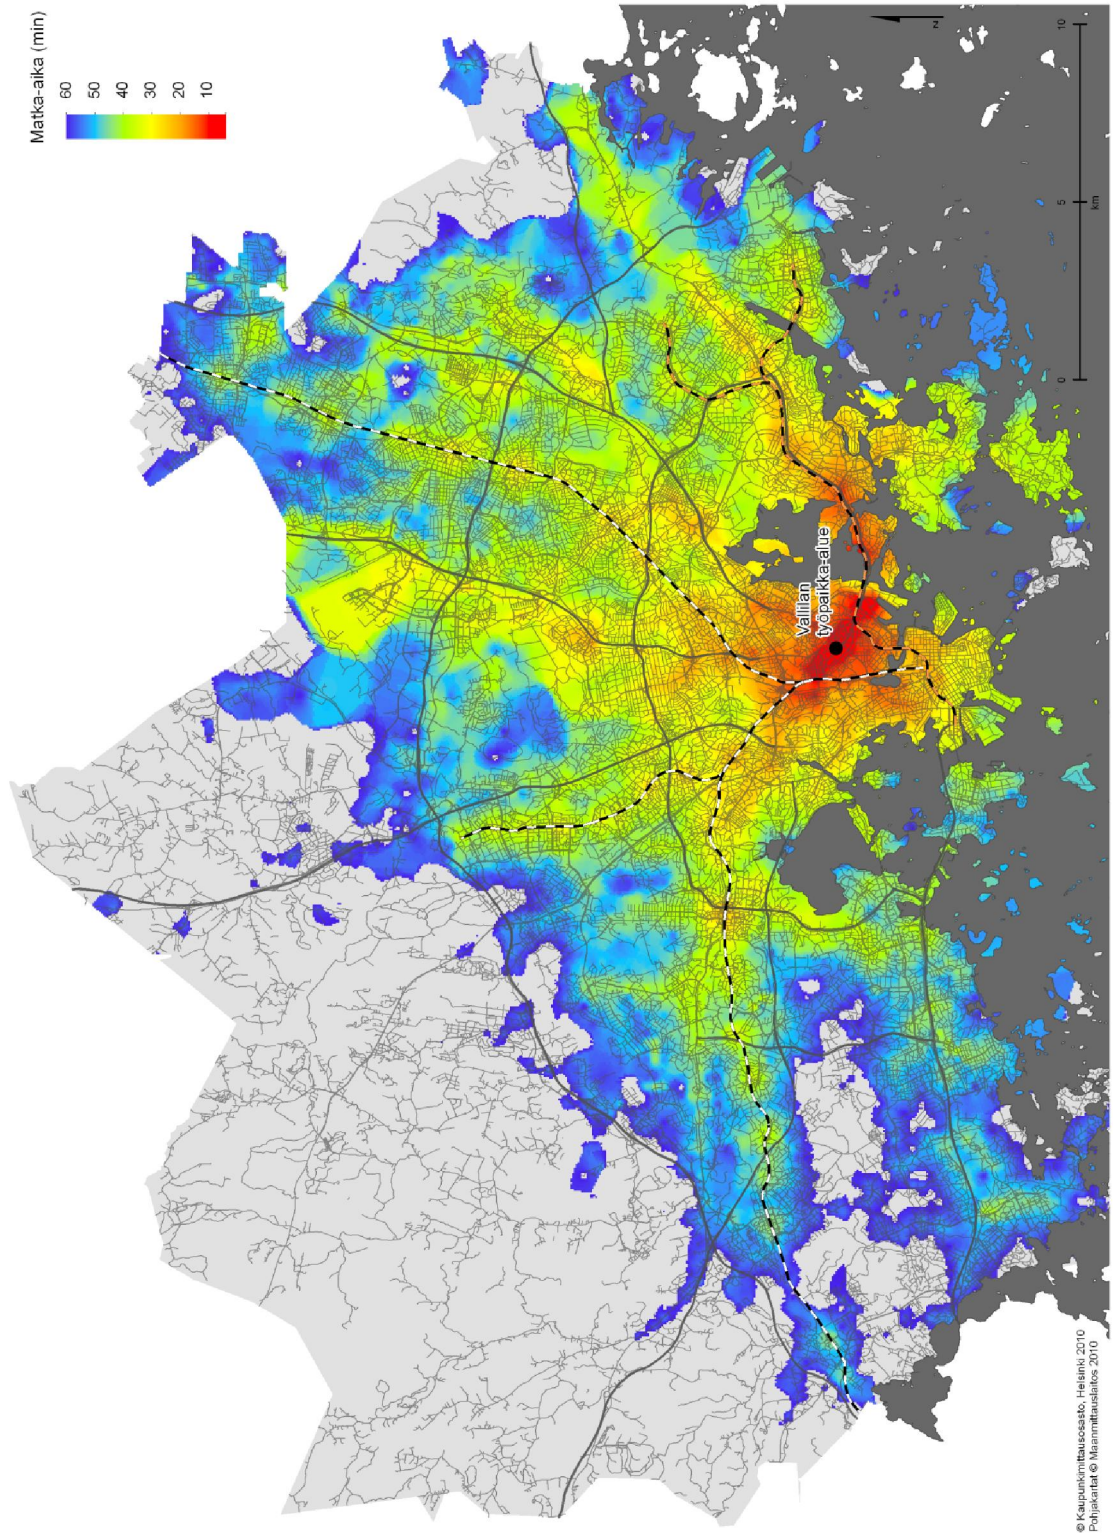 Matka-aika (min)
60
50
40
30
20
10
Vallilan
työpaikka-alue
N
0
5
10
km
© Kaupunkimittausosasto, Helsinki 2010
Pohjakartat © Maanmittauslaitos 2010